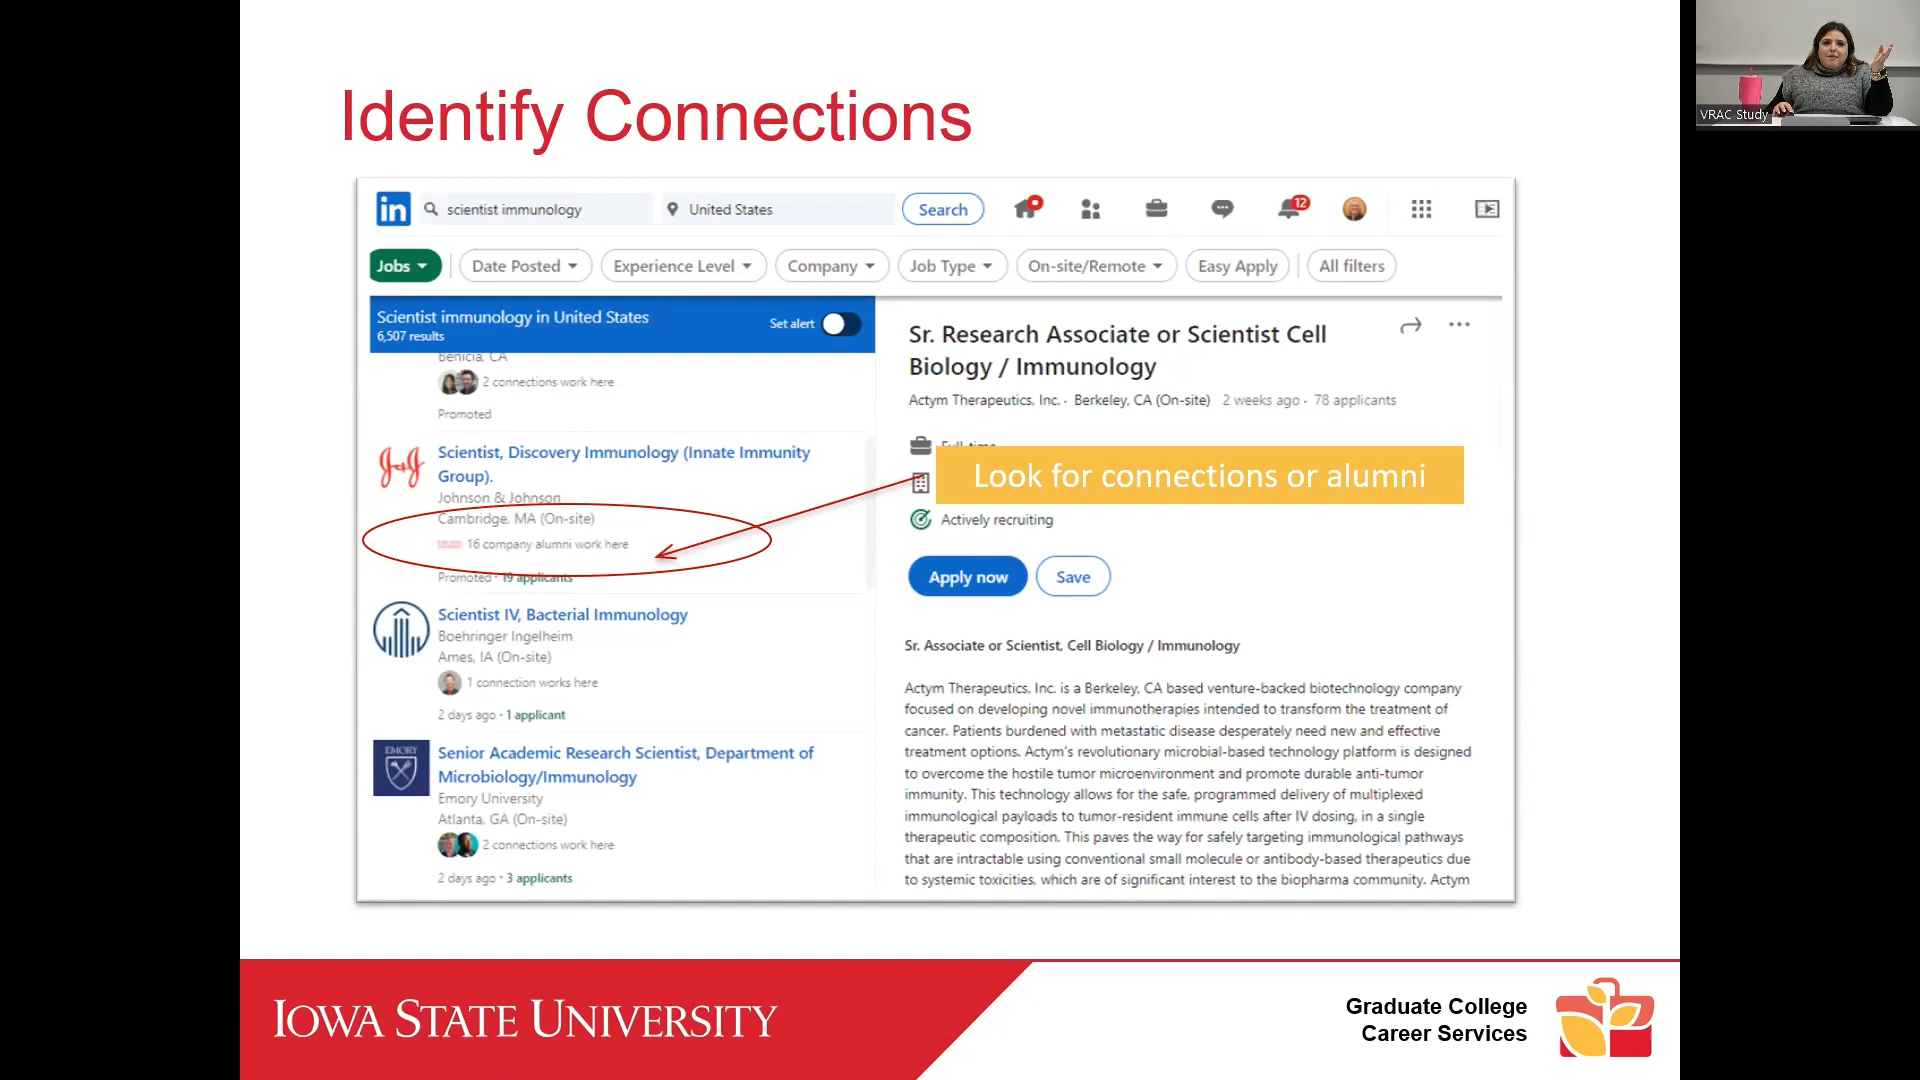 Identify Connections
in
scientist immunology
United States
Search
12
Jobs
Date Posted
Experience Level
Company
Job Type
On-site/Remote
Easy Apply
All filters
Scientist immunology in United States
6,507 results
Set alert
Benicia, CA
2 connections work here
Promoted
J&J
Scientist, Discovery Immunology (Innate Immunity
Group).
Johnson & Johnson
Cambridge, MA (On-site)
16 company alumni work here
Promoted · 19 applicants
Scientist IV, Bacterial Immunology
Boehringer Ingelheim
Ames, IA (On-site)
1 connection works here
2 days ago · 1 applicant
EMORY
Senior Academic Research Scientist, Department of
Microbiology/Immunology
Emory University
Atlanta, GA (On-site)
2 connections work here
2 days ago · 3 applicants
Sr. Research Associate or Scientist Cell
Biology / Immunology
Actym Therapeutics, Inc. · Berkeley, CA (On-site) 2 weeks ago · 78 applicants
Full-time
Look for connections or alumni
Actively recruiting
Apply now
Save
Sr. Associate or Scientist, Cell Biology / Immunology
Actym Therapeutics, Inc. is a Berkeley, CA based venture-backed biotechnology company
focused on developing novel immunotherapies intended to transform the treatment of
cancer. Patients burdened with metastatic disease desperately need new and effective
treatment options. Actym's revolutionary microbial-based technology platform is designed
to overcome the hostile tumor microenvironment and promote durable anti-tumor
immunity. This technology allows for the safe, programmed delivery of multiplexed
immunological payloads to tumor-resident immune cells after IV dosing, in a single
therapeutic composition. This paves the way for safely targeting immunological pathways
that are intractable using conventional small molecule or antibody-based therapeutics due
to systemic toxicities, which are of significant interest to the biopharma community. Actym
IOWA STATE UNIVERSITY
Graduate College
Career Services
VRAC Study